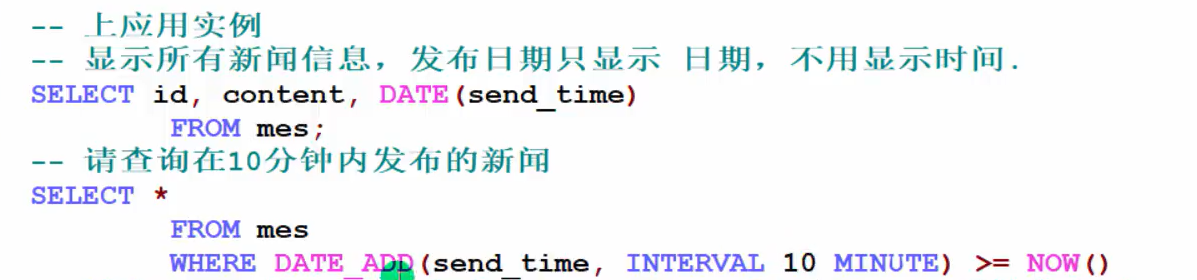 -- 上应用实例
-- 显示所有新闻信息，发布日期只显示 日期，不用显示时间.
SELECT id, content, DATE(send_time)
FROM mes;
-- 请查询在10分钟内发布的新闻
SELECT *
FROM mes
WHERE DATE_ADD(send_time, INTERVAL 10 MINUTE) >= NOW()